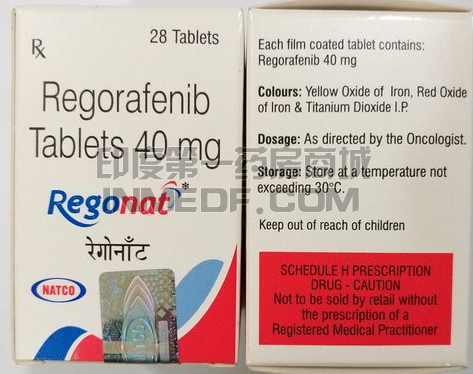 Rx
28 Tablets
Regorafenib
Tablets 40 mg
Regonat*
रेगोनॉट
NATCO
Each film coated tablet contains:
Regorafenib 40 mg
Colours: Yellow Oxide of Iron, Red Oxide
of Iron & Titanium Dioxide I.P.
Dosage: As directed by the Oncologist.
Storage: Store at a temperature not
exceeding 30°C.
Keep out of reach of children
SCHEDULE H PRESCRIPTION
DRUG - CAUTION
Not to be sold by retail without
the prescription of a
Registered Medical Practitioner
印度第一药房商城
INMEDF.COM